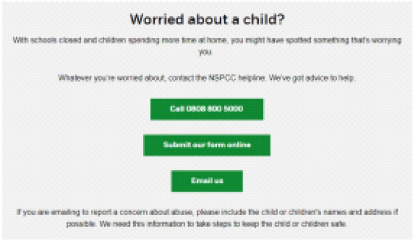 Worried about a child?
With schools closed and children spending more time at home, you might have spotted something that's worrying
you.
Whatever you're worried about, contact the NSPCC helpline. We've got advice to help.
Call 0808 800 5000
Submit our form online
Email us
If you are emailing to report a concern about abuse, please include the child or children's names and address if
possible. We need this information to take steps to keep the child or children safe.